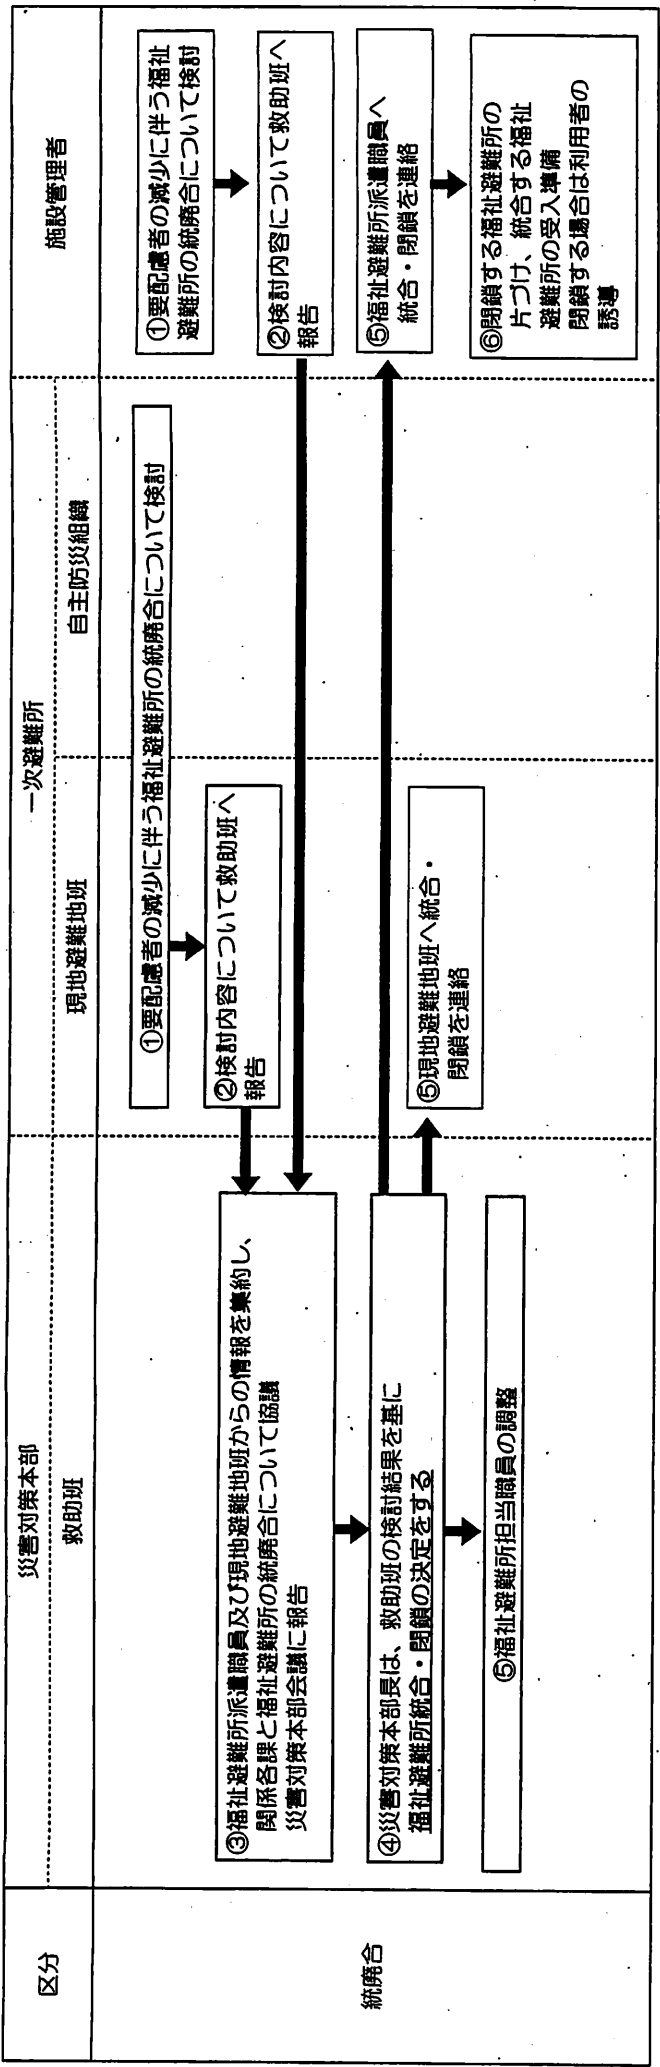 区分
災害対策本部
救助班
一次避難所
現地避難地班
自主防災組織
施設管理者
統廃合
③福祉避難所派遣職員及び現地避難地班からの情報を集約し、
関係各課と福祉避難所の統廃合について協議
災害対策本部会議に報告
④災害対策本部長は、救助班の検討結果を基に
福祉避難所統合・閉鎖の決定をする
⑤福祉避難所担当職員の調整
①要配慮者の減少に伴う福祉避難所の統廃合について検討
②検討内容について救助班へ
報告
⑤現地避難地班へ統合・
閉鎖を連絡
①要配慮者の減少に伴う福祉
避難所の統廃合について検討
②検討内容について救助班へ
報告
⑤福祉避難所派遣職員へ
統合・閉鎖を連絡
⑥閉鎖する福祉避難所の
片づけ、統合する福祉
避難所の受入準備
閉鎖する場合は利用者の
誘導